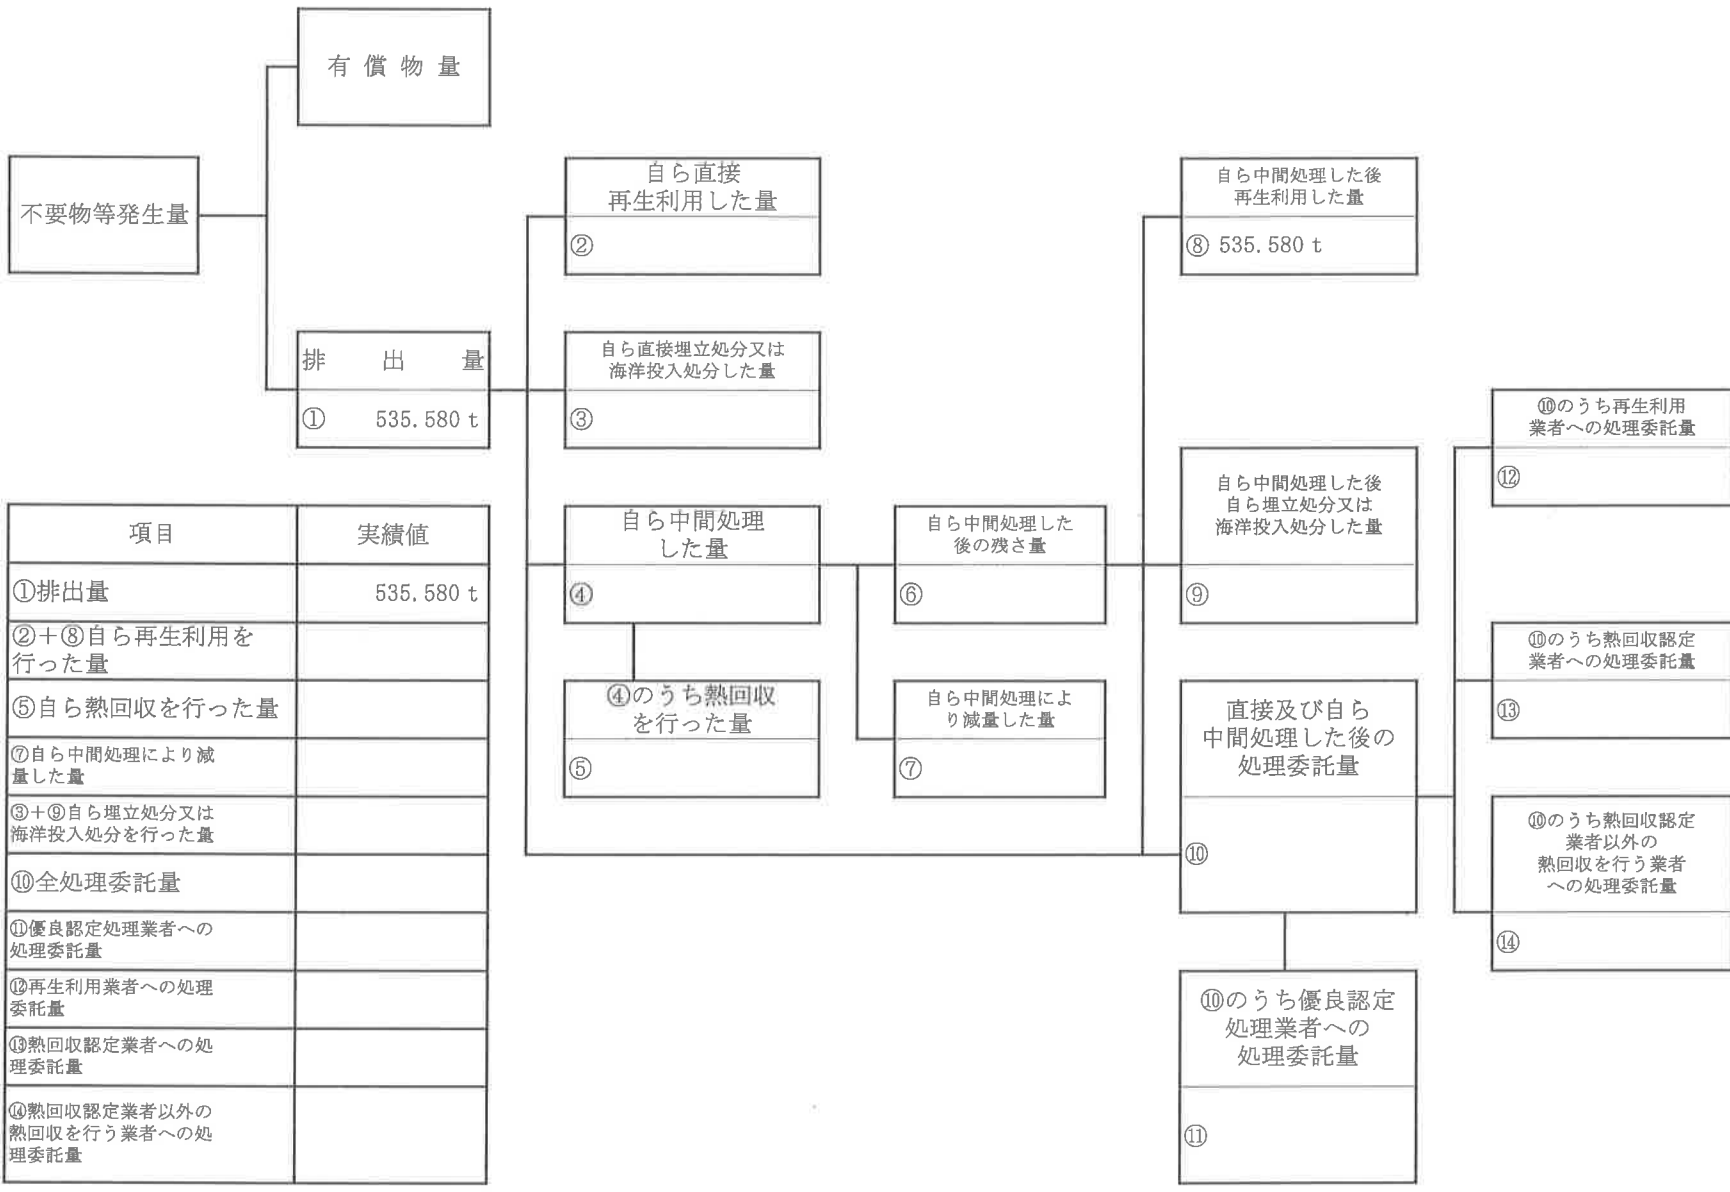 有償物量
不要物等発生量
排出量
① 535.580 t
自ら直接
再生利用した量
②
自ら直接埋立処分又は
海洋投入処分した量
③
自ら中間処理
した量
④
④のうち熱回収
を行った量
⑤
自ら中間処理した
後の残さ量
⑥
自ら中間処理によ
り減量した量
⑦
自ら中間処理した後
再生利用した量
⑧ 535.580 t
自ら中間処理した後
自ら埋立処分又は
海洋投入処分した量
⑨
直接及び自ら
中間処理した後の
処理委託量
⑩
⑩のうち優良認定
処理業者への
処理委託量
⑪
⑩のうち再生利用
業者への処理委託量
⑫
⑩のうち熱回収認定
業者への処理委託量
⑬
⑩のうち熱回収認定
業者以外の
熱回収を行う業者
への処理委託量
⑭
項目 実績値
①排出量 535.580 t
②+⑧自ら再生利用を
行った量
⑤自ら熱回収を行った量
⑦自ら中間処理により減
量した量
③+⑨自ら埋立処分又は
海洋投入処分を行った量
⑩全処理委託量
⑪優良認定処理業者への
処理委託量
⑫再生利用業者への処理
委託量
⑬熱回収認定業者への処
理委託量
⑭熱回収認定業者以外の
熱回収を行う業者への処
理委託量